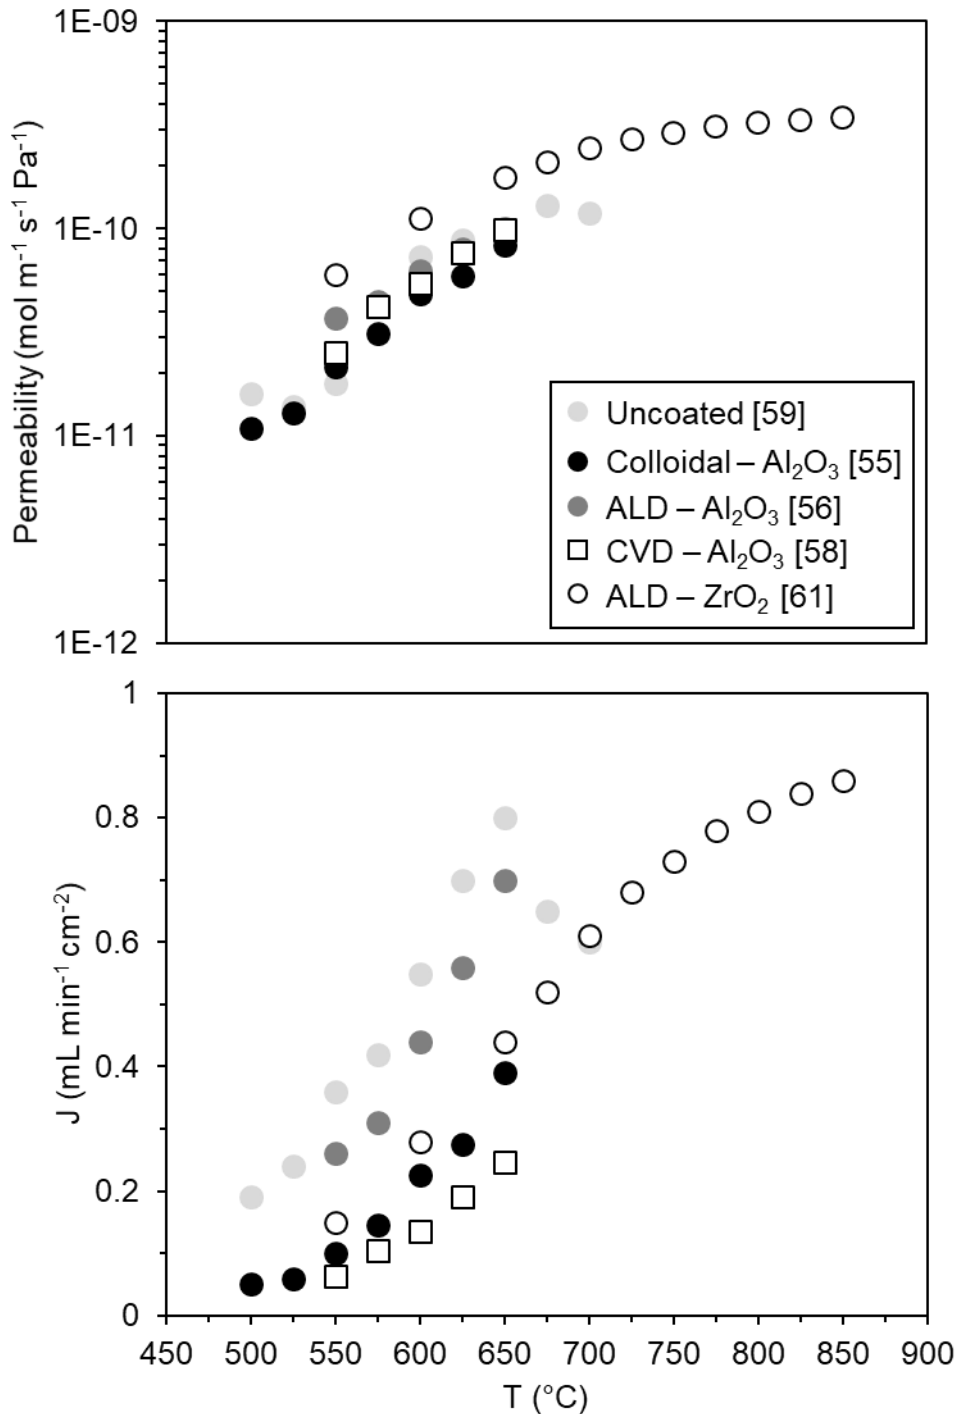 1E-09
1E-10
1E-11
1E-12
Permeability (mol m⁻¹ s⁻¹ Pa⁻¹)
Uncoated [59]
Colloidal – Al₂O₃ [55]
ALD – Al₂O₃ [56]
CVD – Al₂O₃ [58]
ALD – ZrO₂ [61]
1
0.8
0.6
0.4
0.2
0
J (mL min⁻¹ cm⁻²)
450 500 550 600 650 700 750 800 850 900
T (°C)